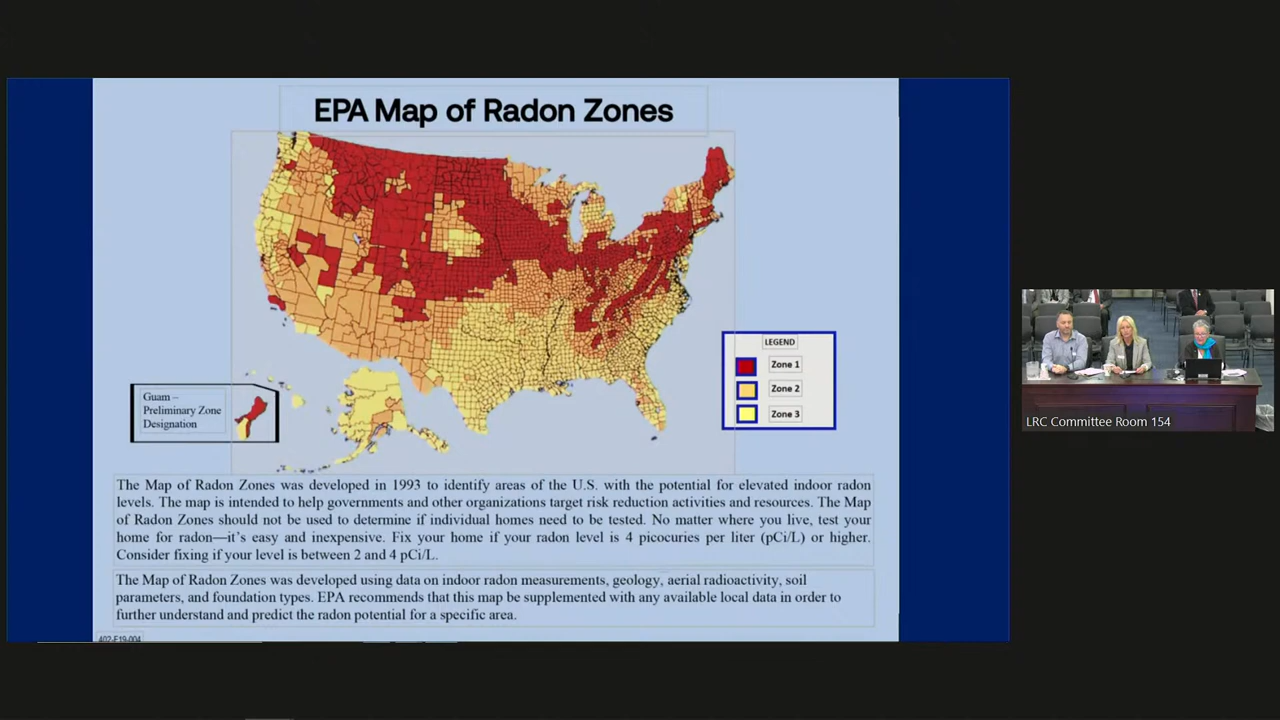 EPA Map of Radon Zones
LEGEND
Zone 1
Zone 2
Zone 3
Guam –
Preliminary Zone
Designation
LRC Committee Room 154
The Map of Radon Zones was developed in 1993 to identify areas of the U.S. with the potential for elevated indoor radon
levels. The map is intended to help governments and other organizations target risk reduction activities and resources. The Map
of Radon Zones should not be used to determine if individual homes need to be tested. No matter where you live, test your
home for radon—it's easy and inexpensive. Fix your home if your radon level is 4 picocuries per liter (pCi/L) or higher.
Consider fixing if your level is between 2 and 4 pCi/L.
The Map of Radon Zones was developed using data on indoor radon measurements, geology, aerial radioactivity, soil
parameters, and foundation types. EPA recommends that this map be supplemented with any available local data in order to
further understand and predict the radon potential for a specific area.
402-F19-004